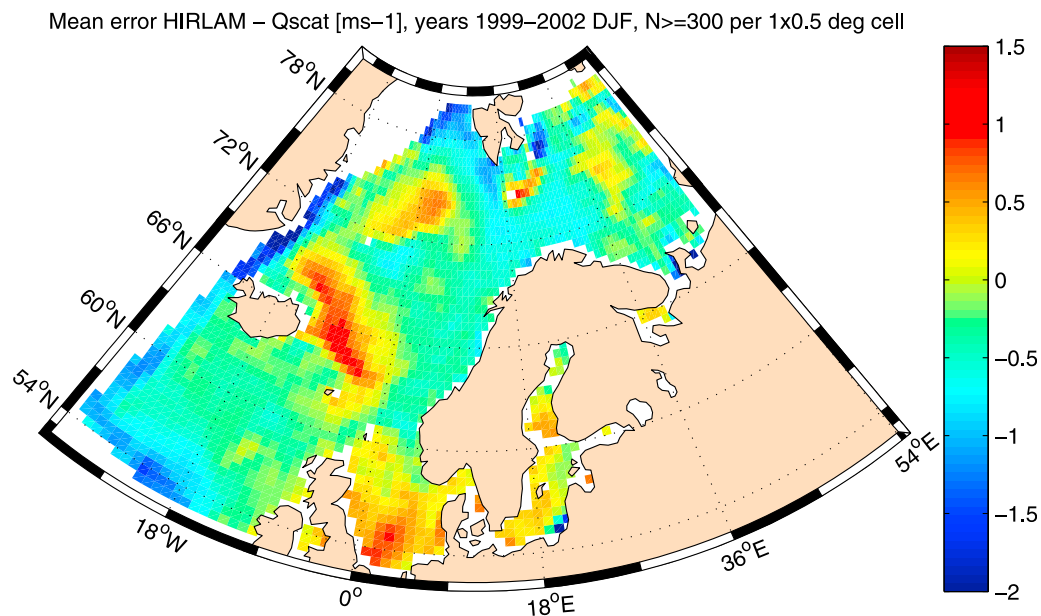 Mean error HIRLAM − Qscat [ms−1], years 1999−2002 DJF, N>=300 per 1x0.5 deg cell
78°N
72°N
66°N
60°N
54°N
18°W
0°
18°E
36°E
54°E
1.5
1
0.5
0
−0.5
−1
−1.5
−2